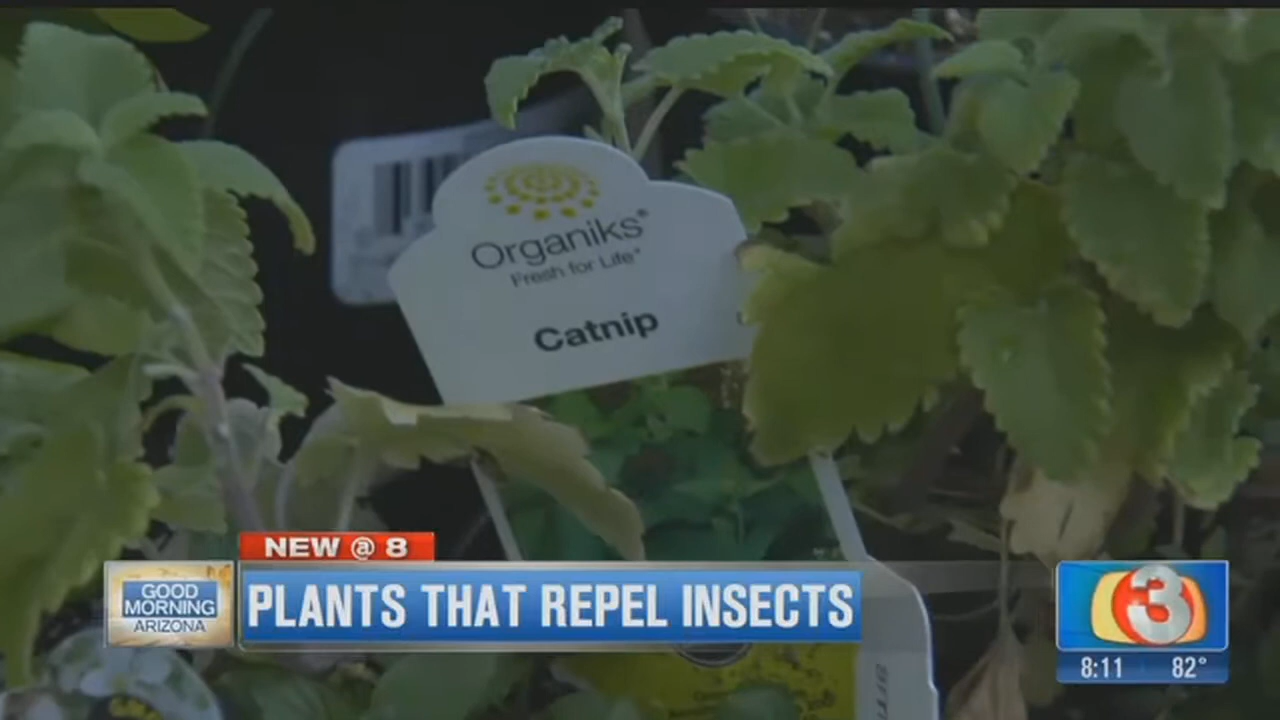 Organiks®
Fresh for Life
Catnip
NEW @ 8
GOOD
MORNING
ARIZONA
PLANTS THAT REPEL INSECTS
3
8:11 82°